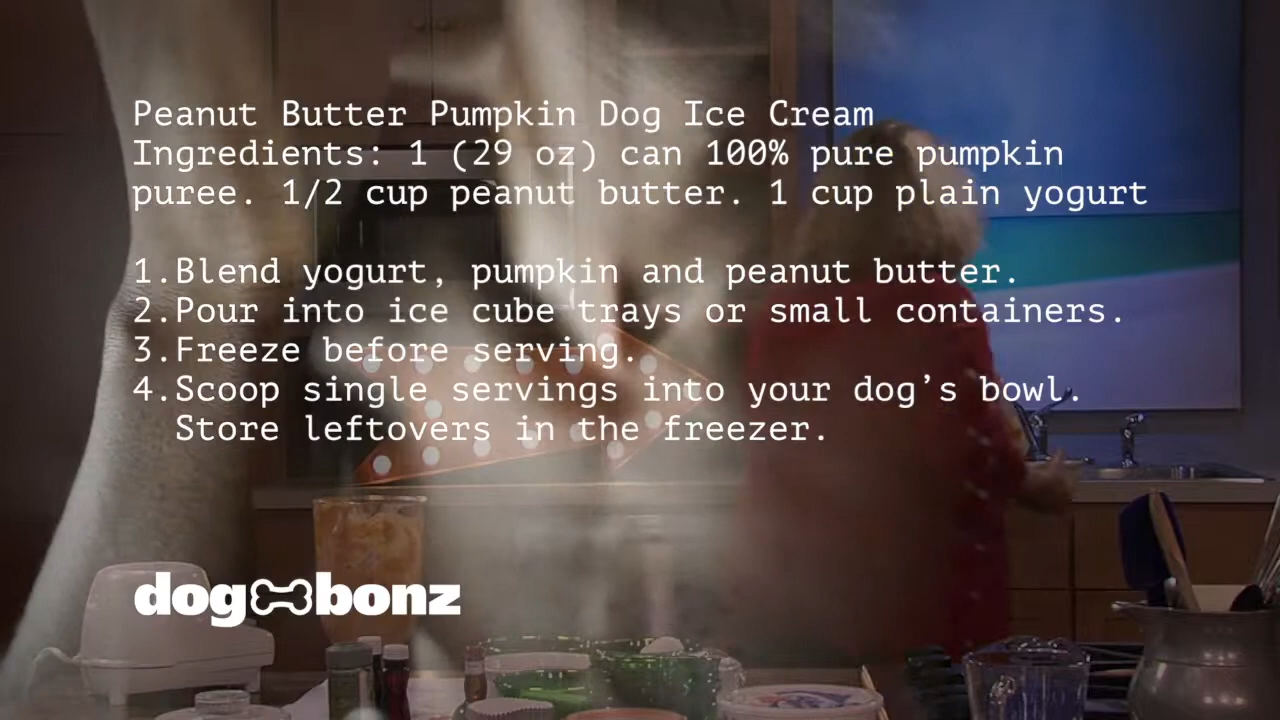 Peanut Butter Pumpkin Dog Ice Cream
Ingredients: 1 (29 oz) can 100% pure pumpkin
puree. 1/2 cup peanut butter. 1 cup plain yogurt
1.Blend yogurt, pumpkin and peanut butter.
2.Pour into ice cube trays or small containers.
3.Freeze before serving.
4.Scoop single servings into your dog’s bowl.
Store leftovers in the freezer.
dog bonz